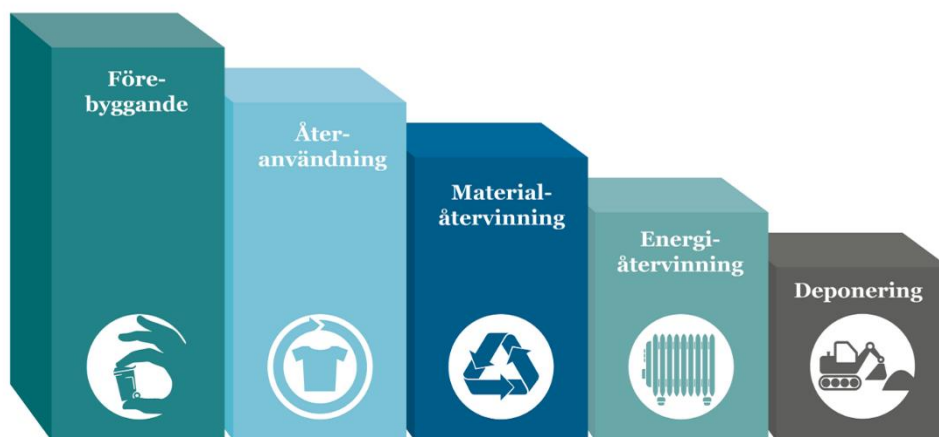 Före-
byggande
Åter-
användning
Material-
återvinning
Energi-
återvinning
Deponering